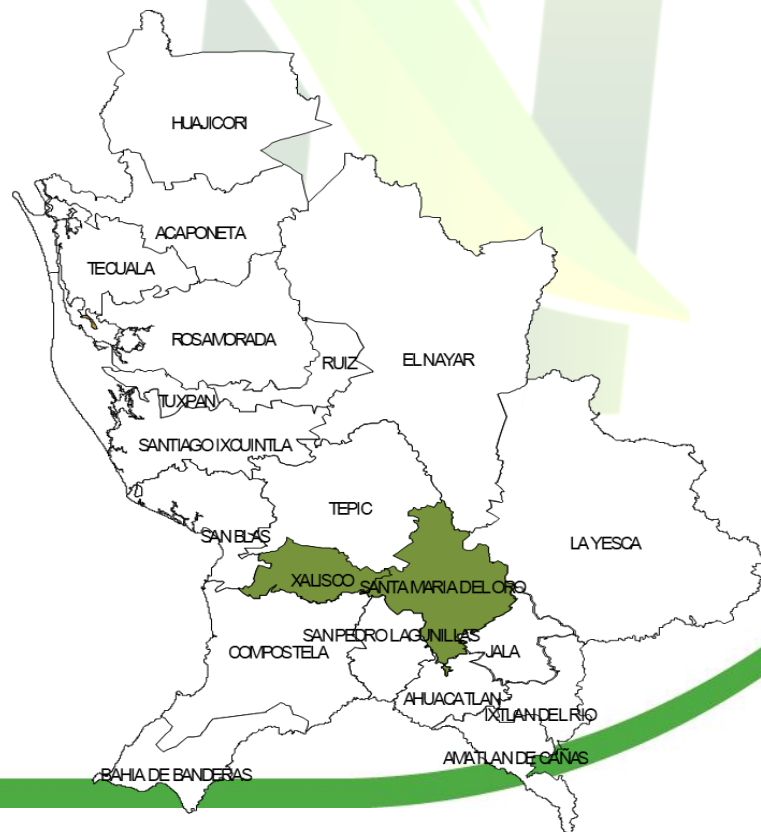 HUAJICORI
ACAPONETA
TECUALA
ROSAMORADA
RUIZ
EL NAYAR
TUXPAN
SANTIAGO IXCUINTLA
TEPIC
SAN BLAS
LA YESCA
XALISCO
SANTA MARIA DEL ORO
SAN PEDRO LAGUNILLAS
COMPOSTELA
JALA
AHUACATLAN
IXTLAN DEL RIO
AMATLAN DE CAÑAS
BAHIA DE BANDERAS